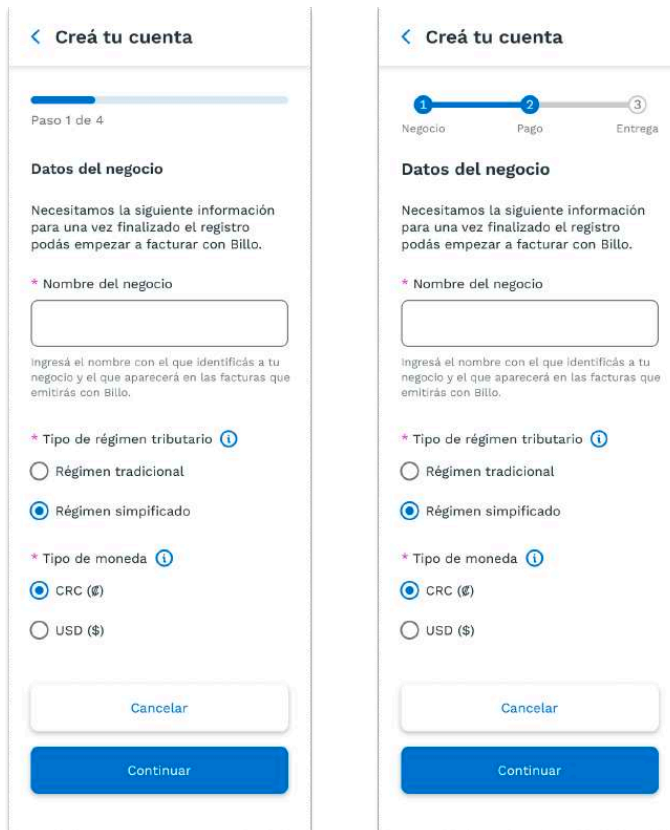 Creá tu cuenta
Paso 1 de 4
Datos del negocio
Necesitamos la siguiente información
para una vez finalizado el registro
podás empezar a facturar con Billo.
* Nombre del negocio
Ingresá el nombre con el que identificás a tu
negocio y el que aparecerá en las facturas que
emitirás con Billo.
* Tipo de régimen tributario
Régimen tradicional
Régimen simpificado
* Tipo de moneda
CRC (₡)
USD ($)
Cancelar
Continuar
Creá tu cuenta
1 2 3
Negocio Pago Entrega
Datos del negocio
Necesitamos la siguiente información
para una vez finalizado el registro
podás empezar a facturar con Billo.
* Nombre del negocio
Ingresá el nombre con el que identificás a tu
negocio y el que aparecerá en las facturas que
emitirás con Billo.
* Tipo de régimen tributario
Régimen tradicional
Régimen simpificado
* Tipo de moneda
CRC (₡)
USD ($)
Cancelar
Continuar